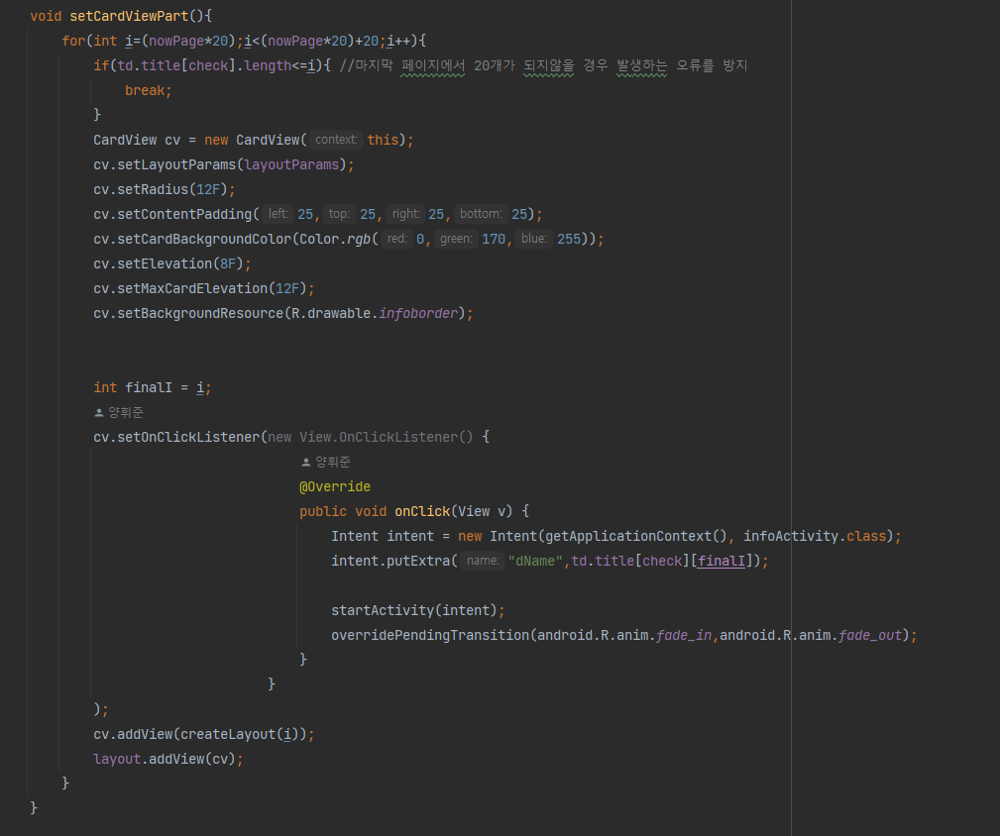 void setCardViewPart(){
for(int i=(nowPage*20);i<(nowPage*20)+20;i++){
if(td.title[check].length<=i){ //마지막 페이지에서 20개가 되지않을 경우 발생하는 오류를 방지
break;
}
CardView cv = new CardView( context: this);
cv.setLayoutParams(layoutParams);
cv.setRadius(12F);
cv.setContentPadding( left: 25, top: 25, right: 25, bottom: 25);
cv.setCardBackgroundColor(Color.rgb( red: 0, green: 170, blue: 255));
cv.setElevation(8F);
cv.setMaxCardElevation(12F);
cv.setBackgroundResource(R.drawable.infoborder);
int finalI = i;
양휘준
cv.setOnClickListener(new View.OnClickListener() {
양휘준
@Override
public void onClick(View v) {
Intent intent = new Intent(getApplicationContext(), infoActivity.class);
intent.putExtra( name: "dName",td.title[check][finalI]);
startActivity(intent);
overridePendingTransition(android.R.anim.fade_in,android.R.anim.fade_out);
}
}
);
cv.addView(createLayout(i));
layout.addView(cv);
}
}